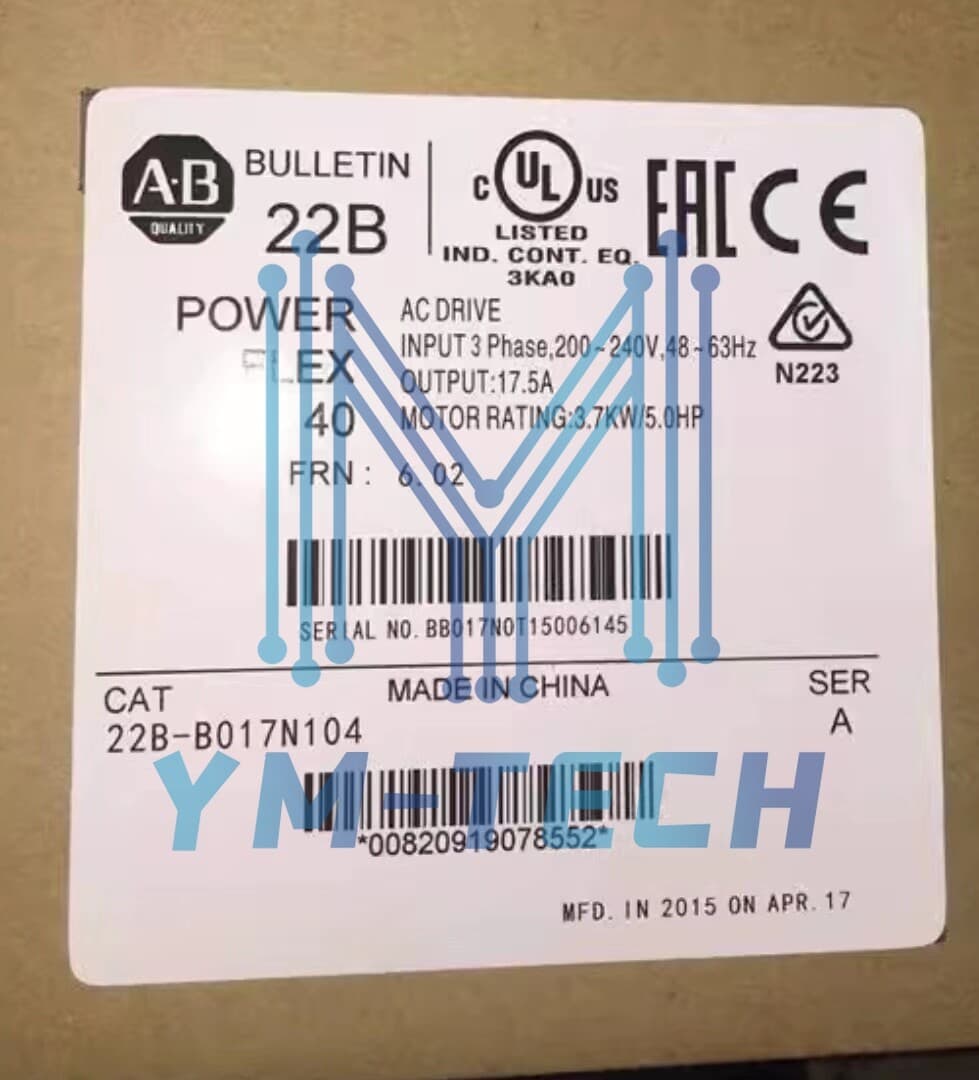 A·B
QUALITY
BULLETIN
22B
C UL US
LISTED
IND. CONT. EQ.
3KA0
EAC CE
POWER
FLEX
40
FRN: 6.02
AC DRIVE
INPUT 3 Phase,200~240V,48~63Hz
OUTPUT:17.5A
MOTOR RATING:3.7KW/5.0HP
N223
SERIAL NO. BB017N0T15006145
CAT
22B-B017N104
MADE IN CHINA
SER
A
YM-TECH
*00820919078552*
MFD. IN 2015 ON APR. 17